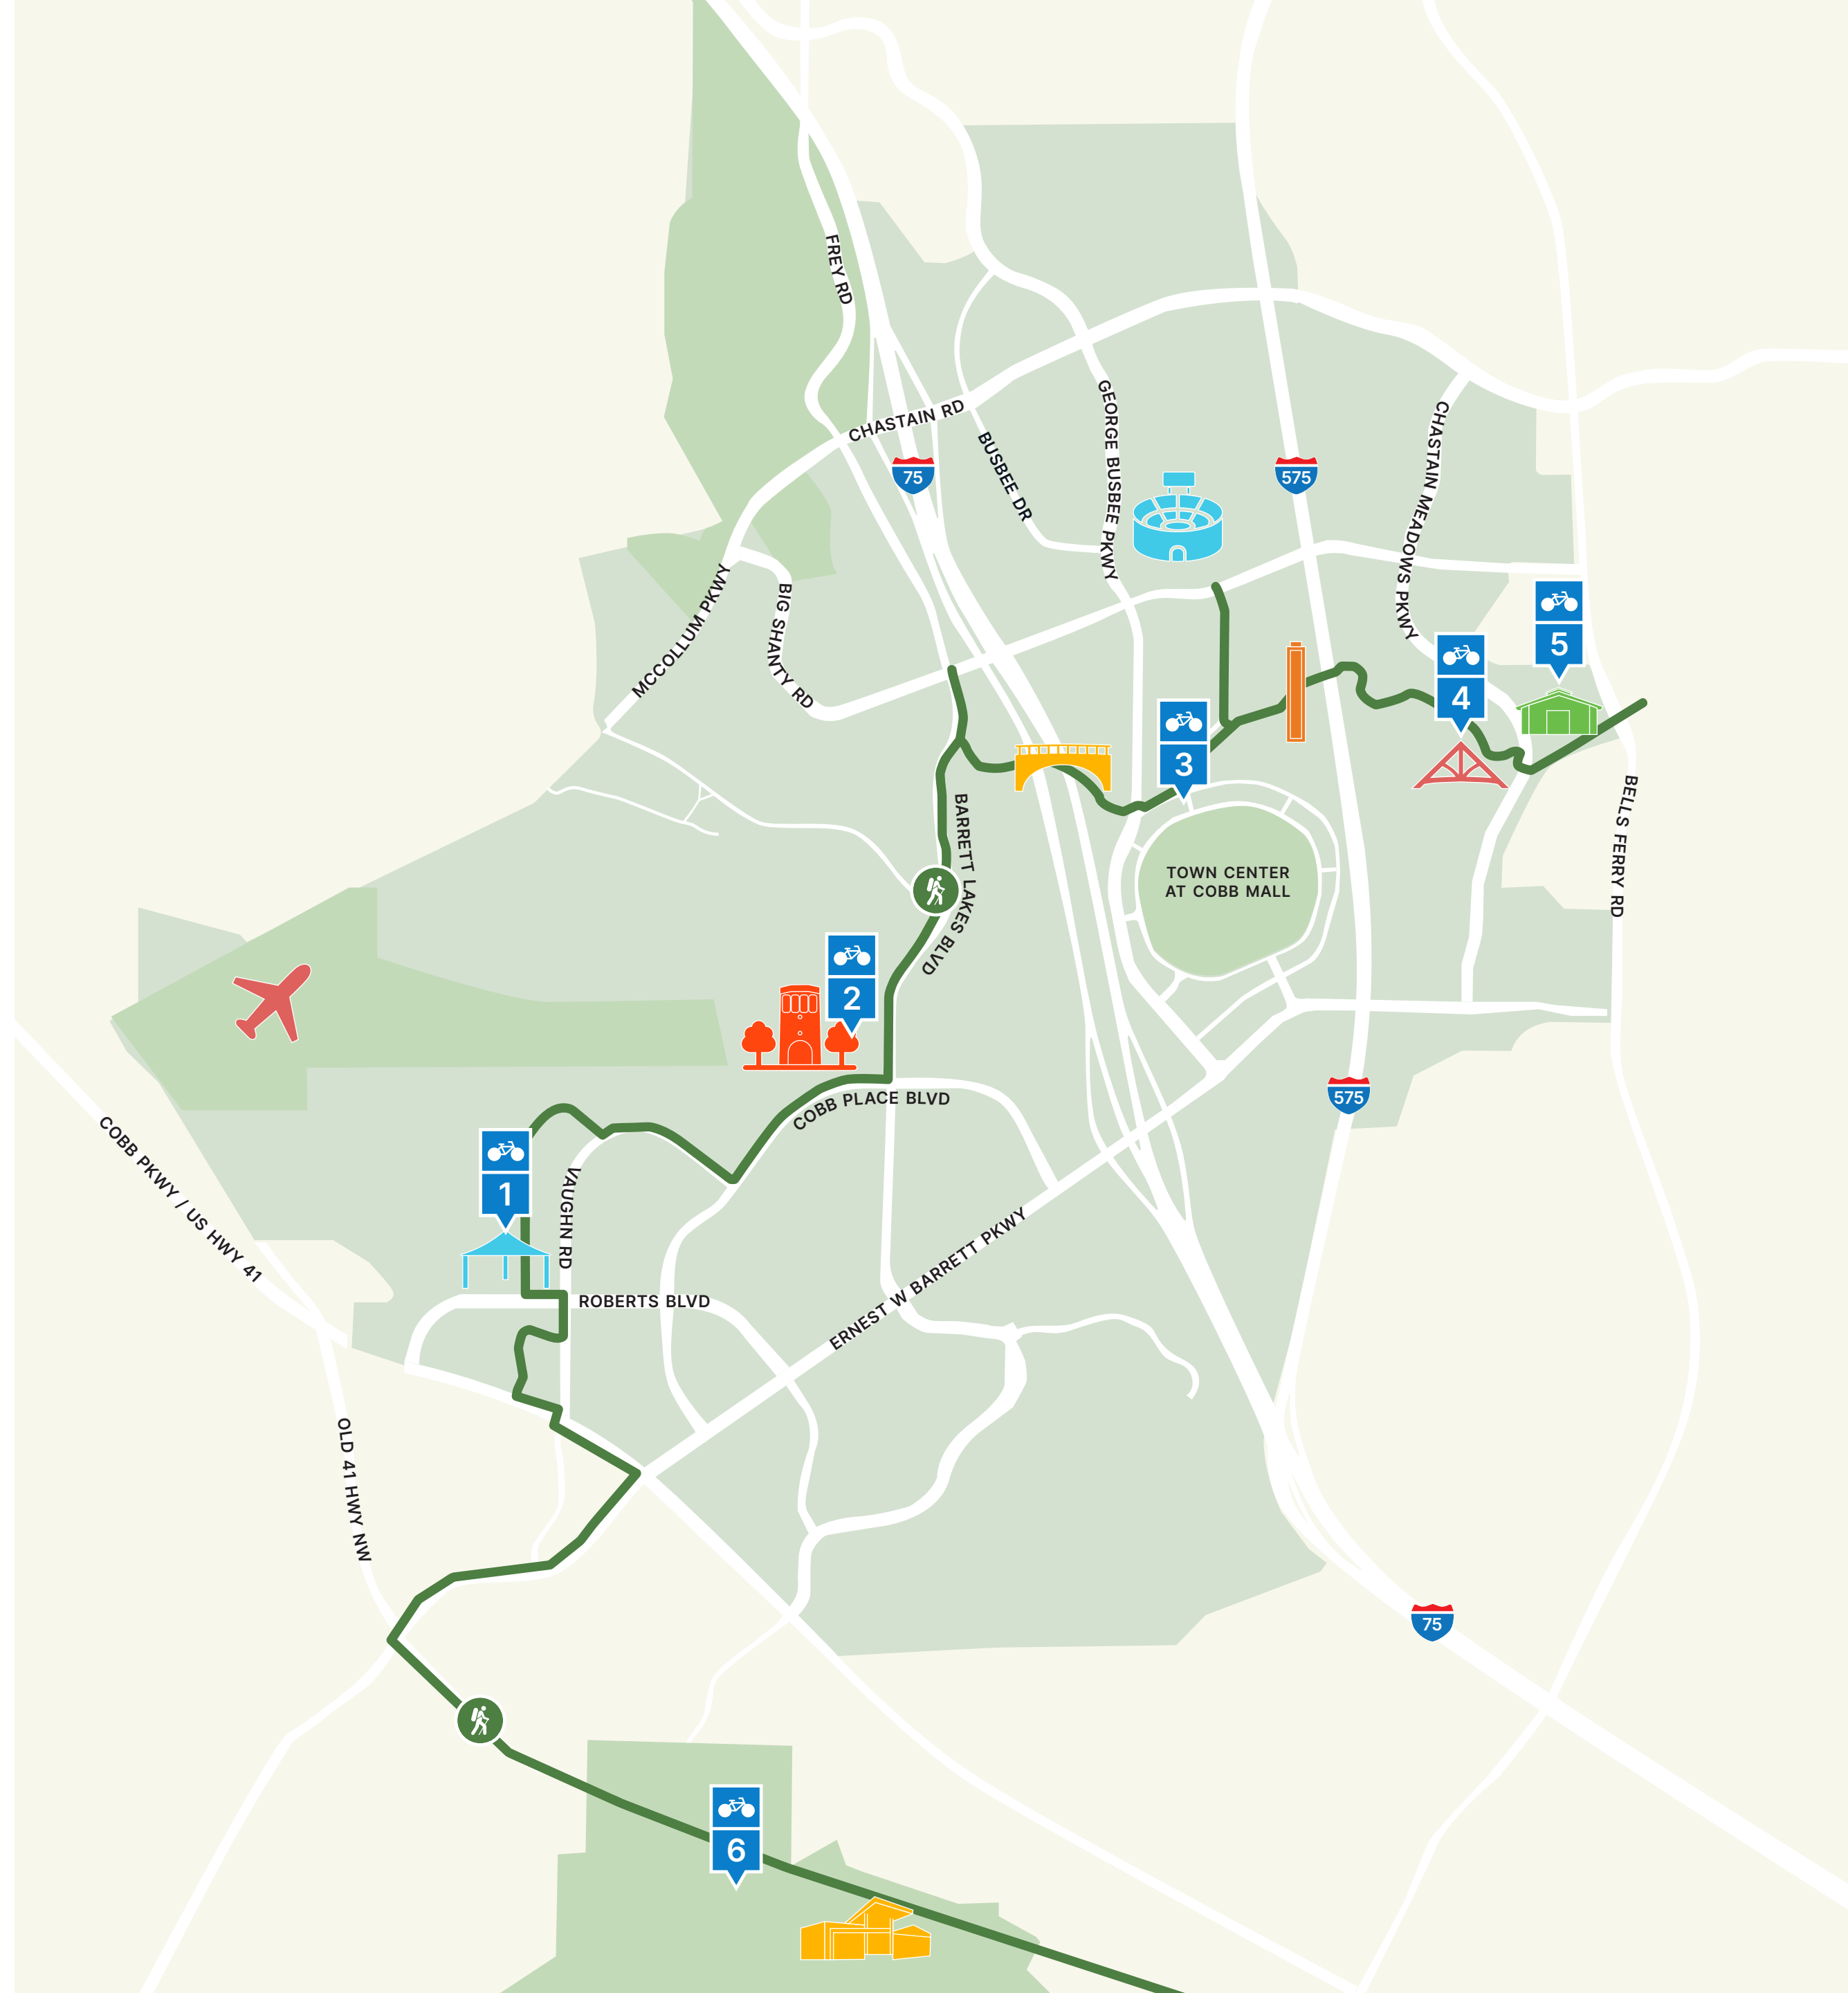 FREY RD
CHASTAIN RD
75
BUSBEE DR
GEORGE BUSBEE PKWY
575
CHASTAIN MEADOWS PKWY
MCCOLLUM PKWY
BIG SHANTY RD
5
4
3
BARRETT LAKES BLVD
TOWN CENTER
AT COBB MALL
BELLS FERRY RD
2
COBB PLACE BLVD
575
COBB PKWY / US HWY 41
1
VAUGHN RD
ROBERTS BLVD
ERNEST W BARRETT PKWY
OLD 41 HWY NW
75
6